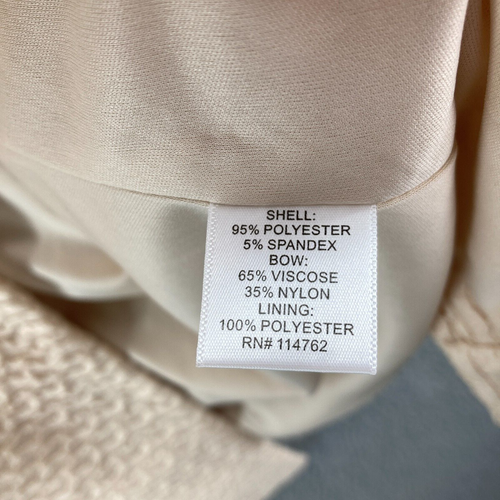 SHELL:
95% POLYESTER
5% SPANDEX
BOW:
65% VISCOSE
35% NYLON
LINING:
100% POLYESTER
RN# 114762